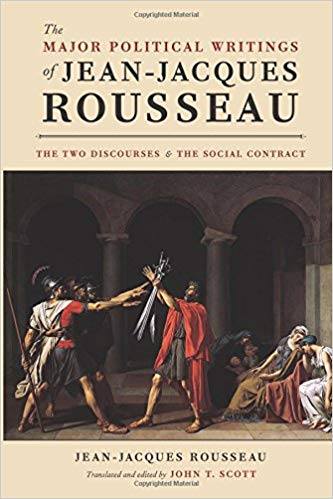 The
MAJOR POLITICAL WRITINGS
of JEAN-JACQUES
ROUSSEAU
THE TWO DISCOURSES & THE SOCIAL CONTRACT
JEAN-JACQUES ROUSSEAU
Translated and edited by JOHN T. SCOTT